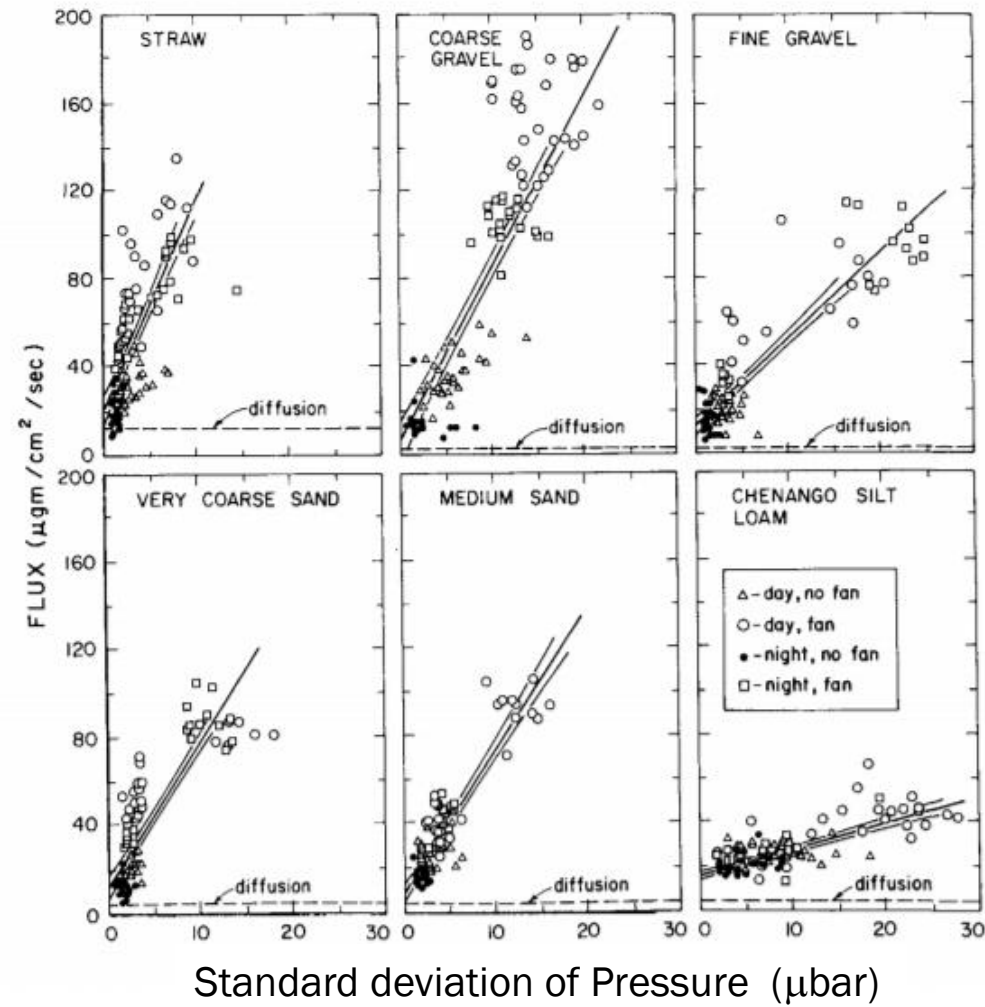 FLUX (μgm/cm²/sec)
200
160
120
80
40
0
STRAW
diffusion
COARSE
GRAVEL
diffusion
FINE GRAVEL
diffusion
200
160
120
80
40
0
VERY COARSE SAND
diffusion
0 10 20 30
MEDIUM SAND
diffusion
0 10 20 30
CHENANGO SILT
LOAM
△-day, no fan
○-day, fan
•-night, no fan
□-night, fan
diffusion
0 10 20 30
Standard deviation of Pressure (μbar)